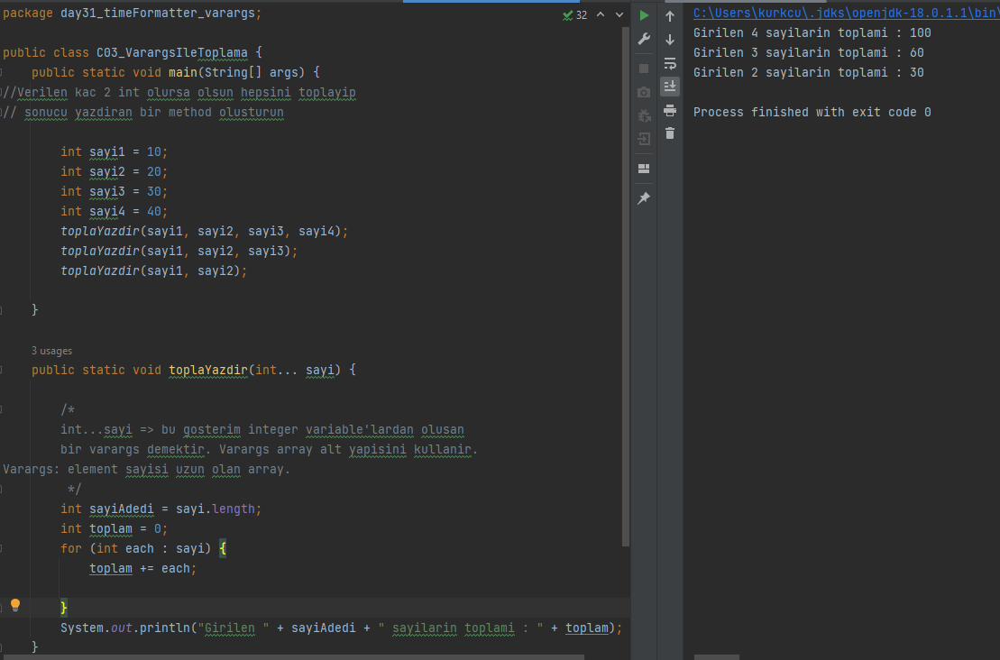 package day31_timeFormatter_varargs;
32
public class C03_VarargsIleToplama {
public static void main(String[] args) {
//Verilen kac 2 int olursa olsun hepsini toplayip
// sonucu yazdiran bir method olusturun
int sayi1 = 10;
int sayi2 = 20;
int sayi3 = 30;
int sayi4 = 40;
toplaYazdir(sayi1, sayi2, sayi3, sayi4);
toplaYazdir(sayi1, sayi2, sayi3);
toplaYazdir(sayi1, sayi2);
}
3 usages
public static void toplaYazdir(int... sayi) {
/*
int...sayi => bu gosterim integer variable'lardan olusan
bir varargs demektir. Varargs array alt yapisini kullanir.
Varargs: element sayisi uzun olan array.
*/
int sayiAdedi = sayi.length;
int toplam = 0;
for (int each : sayi) {
toplam += each;
}
System.out.println("Girilen " + sayiAdedi + " sayilarin toplami : " + toplam);
}
C:\Users\kurkcu\.jdks\openjdk-18.0.1.1\bin\
Girilen 4 sayilarin toplami : 100
Girilen 3 sayilarin toplami : 60
Girilen 2 sayilarin toplami : 30
Process finished with exit code 0